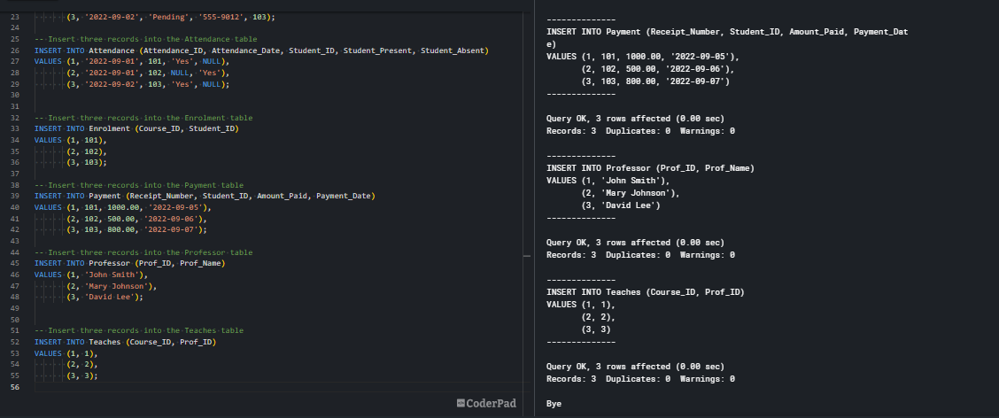 23 (3, '2022-09-02', 'Pending', '555-9012', 103);
24
25 -- Insert three records into the Attendance table
26 INSERT INTO Attendance (Attendance_ID, Attendance_Date, Student_ID, Student_Present, Student_Absent)
27 VALUES (1, '2022-09-01', 101, 'Yes', NULL),
28 (2, '2022-09-01', 102, NULL, 'Yes'),
29 (3, '2022-09-02', 103, 'Yes', NULL);
30
31
32 -- Insert three records into the Enrolment table
33 INSERT INTO Enrolment (Course_ID, Student_ID)
34 VALUES (1, 101),
35 (2, 102),
36 (3, 103);
37
38 -- Insert three records into the Payment table
39 INSERT INTO Payment (Receipt_Number, Student_ID, Amount_Paid, Payment_Date)
40 VALUES (1, 101, 1000.00, '2022-09-05'),
41 (2, 102, 500.00, '2022-09-06'),
42 (3, 103, 800.00, '2022-09-07');
43
44 -- Insert three records into the Professor table
45 INSERT INTO Professor (Prof_ID, Prof_Name)
46 VALUES (1, 'John Smith'),
47 (2, 'Mary Johnson'),
48 (3, 'David Lee');
49
50
51 -- Insert three records into the Teaches table
52 INSERT INTO Teaches (Course_ID, Prof_ID)
53 VALUES (1, 1),
54 (2, 2),
55 (3, 3);
56
CoderPad
--------------
INSERT INTO Payment (Receipt_Number, Student_ID, Amount_Paid, Payment_Dat
e)
VALUES (1, 101, 1000.00, '2022-09-05'),
(2, 102, 500.00, '2022-09-06'),
(3, 103, 800.00, '2022-09-07')
--------------
Query OK, 3 rows affected (0.00 sec)
Records: 3 Duplicates: 0 Warnings: 0
--------------
INSERT INTO Professor (Prof_ID, Prof_Name)
VALUES (1, 'John Smith'),
(2, 'Mary Johnson'),
(3, 'David Lee')
--------------
Query OK, 3 rows affected (0.00 sec)
Records: 3 Duplicates: 0 Warnings: 0
--------------
INSERT INTO Teaches (Course_ID, Prof_ID)
VALUES (1, 1),
(2, 2),
(3, 3)
--------------
Query OK, 3 rows affected (0.00 sec)
Records: 3 Duplicates: 0 Warnings: 0
Bye